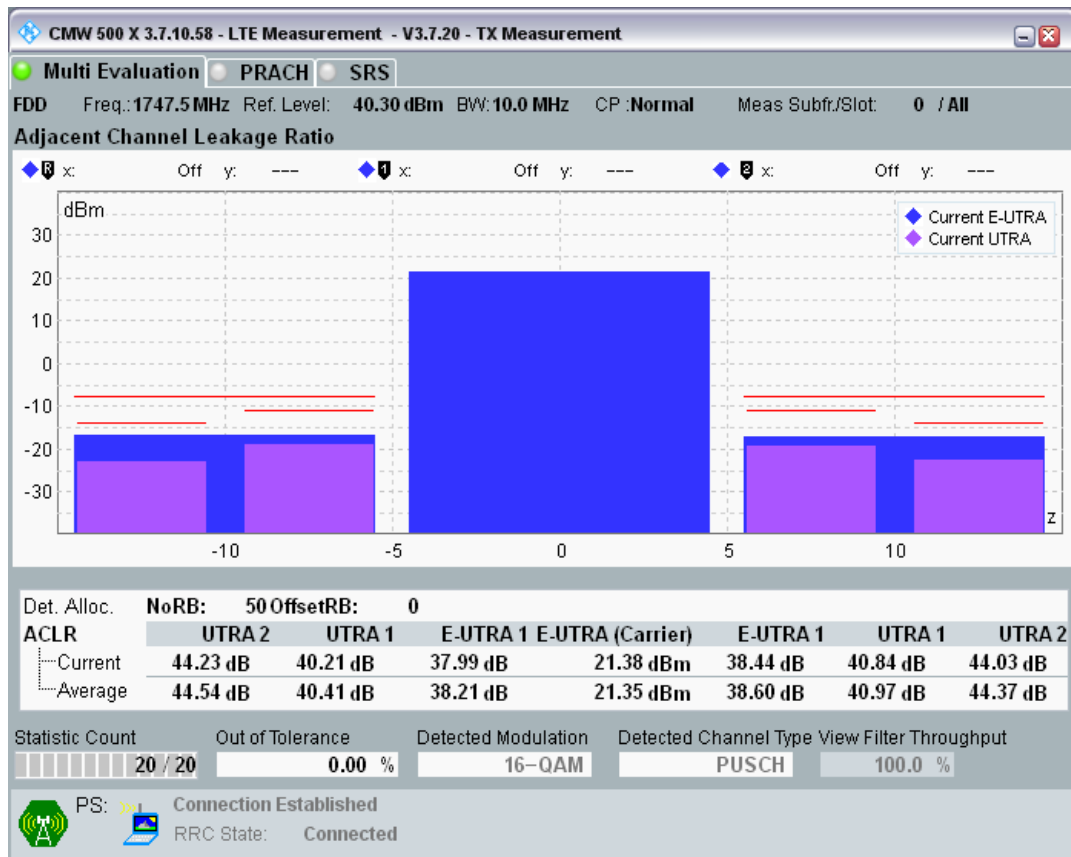 CMW 500 X 3.7.10.58 - LTE Measurement - V3.7.20 - TX Measurement
Multi Evaluation PRACH SRS
FDD Freq.: 1747.5 MHz Ref. Level: 40.30 dBm BW: 10.0 MHz CP :Normal Meas Subfr./Slot: 0 / All
Adjacent Channel Leakage Ratio
R x: Off y: --- 1 x: Off y: --- 2 x: Off y: ---
dBm
Current E-UTRA
Current UTRA
30
20
10
0
-10
-20
-30
z
-10 -5 0 5 10
Det. Alloc. NoRB: 50 OffsetRB: 0
ACLR UTRA 2 UTRA 1 E-UTRA 1 E-UTRA (Carrier) E-UTRA 1 UTRA 1 UTRA 2
Current 44.23 dB 40.21 dB 37.99 dB 21.38 dBm 38.44 dB 40.84 dB 44.03 dB
Average 44.54 dB 40.41 dB 38.21 dB 21.35 dBm 38.60 dB 40.97 dB 44.37 dB
Statistic Count Out of Tolerance Detected Modulation Detected Channel Type View Filter Throughput
20 / 20 0.00 % 16-QAM PUSCH 100.0 %
PS: Connection Established
RRC State: Connected